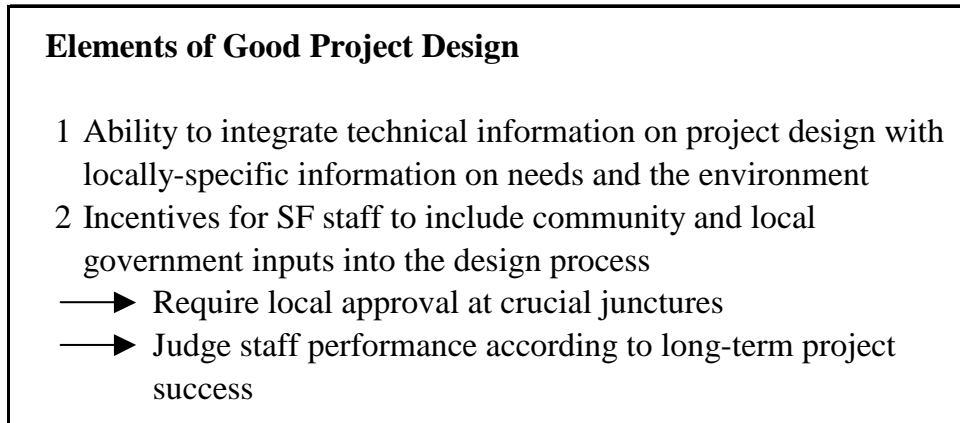 Elements of Good Project Design
1 Ability to integrate technical information on project design with
locally-specific information on needs and the environment
2 Incentives for SF staff to include community and local
government inputs into the design process
Require local approval at crucial junctures
Judge staff performance according to long-term project
success